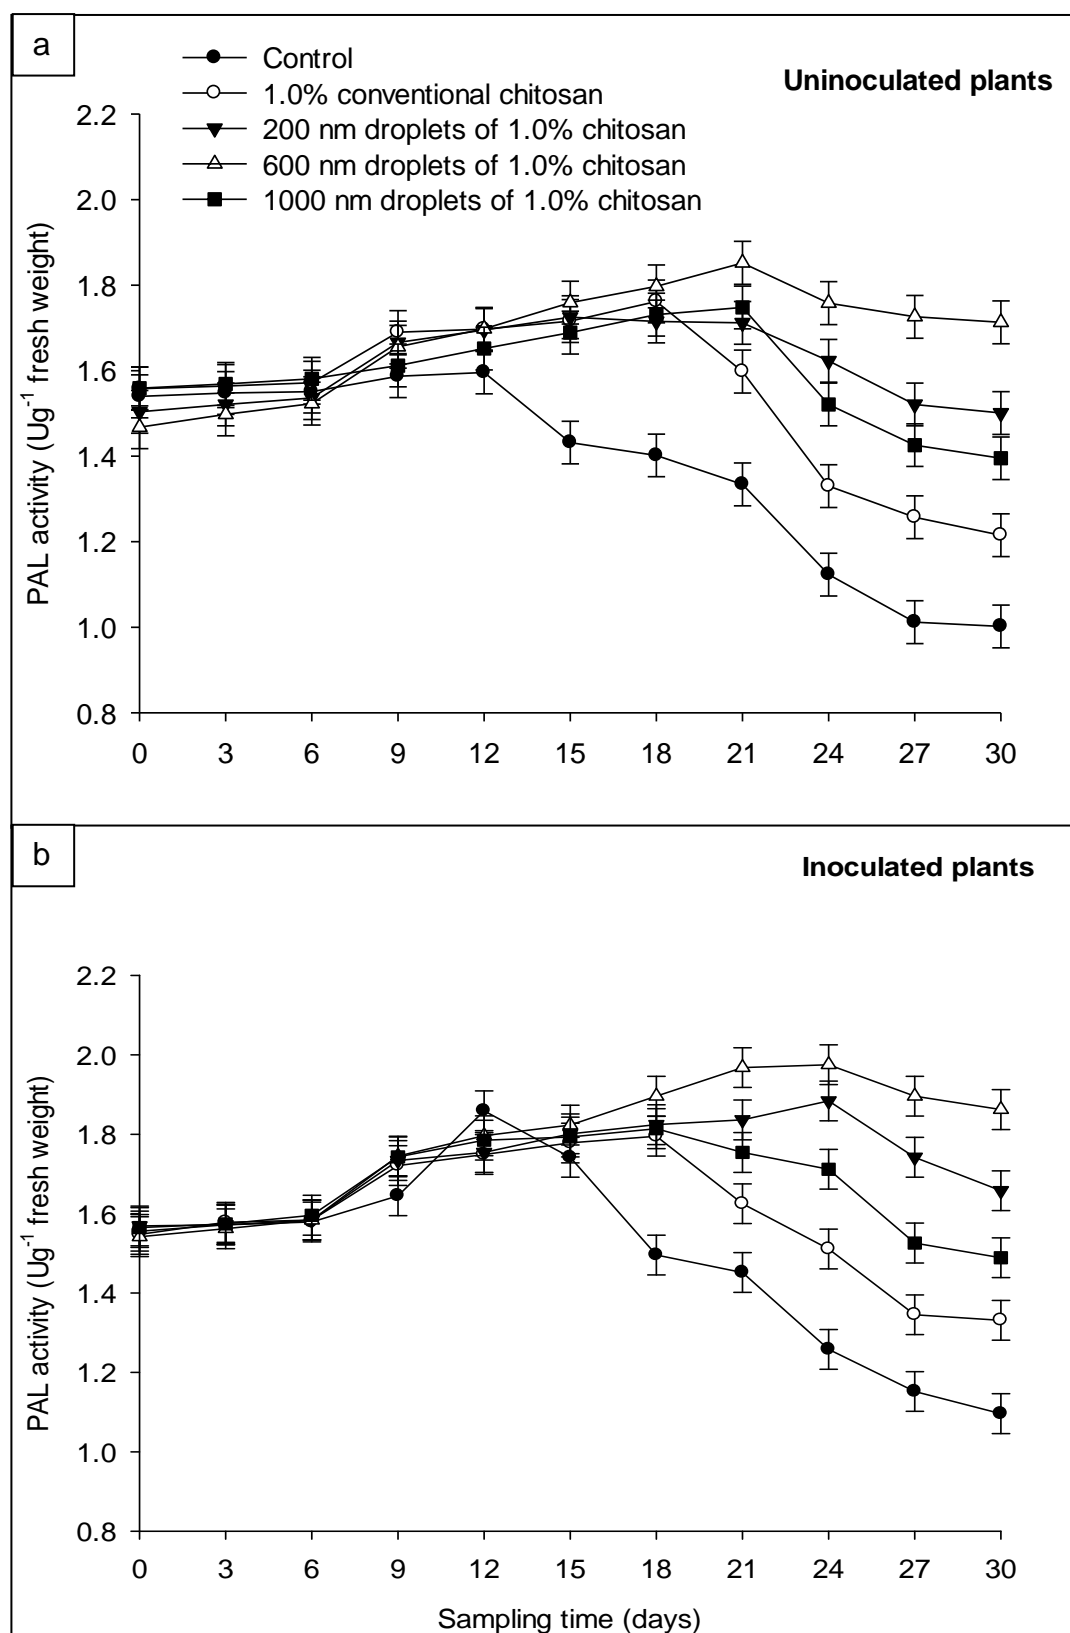 a
Control
1.0% conventional chitosan
200 nm droplets of 1.0% chitosan
600 nm droplets of 1.0% chitosan
1000 nm droplets of 1.0% chitosan
Uninoculated plants
PAL activity (Ug⁻¹ fresh weight)
2.2
2.0
1.8
1.6
1.4
1.2
1.0
0.8
0 3 6 9 12 15 18 21 24 27 30
b
Inoculated plants
PAL activity (Ug⁻¹ fresh weight)
2.2
2.0
1.8
1.6
1.4
1.2
1.0
0.8
0 3 6 9 12 15 18 21 24 27 30
Sampling time (days)